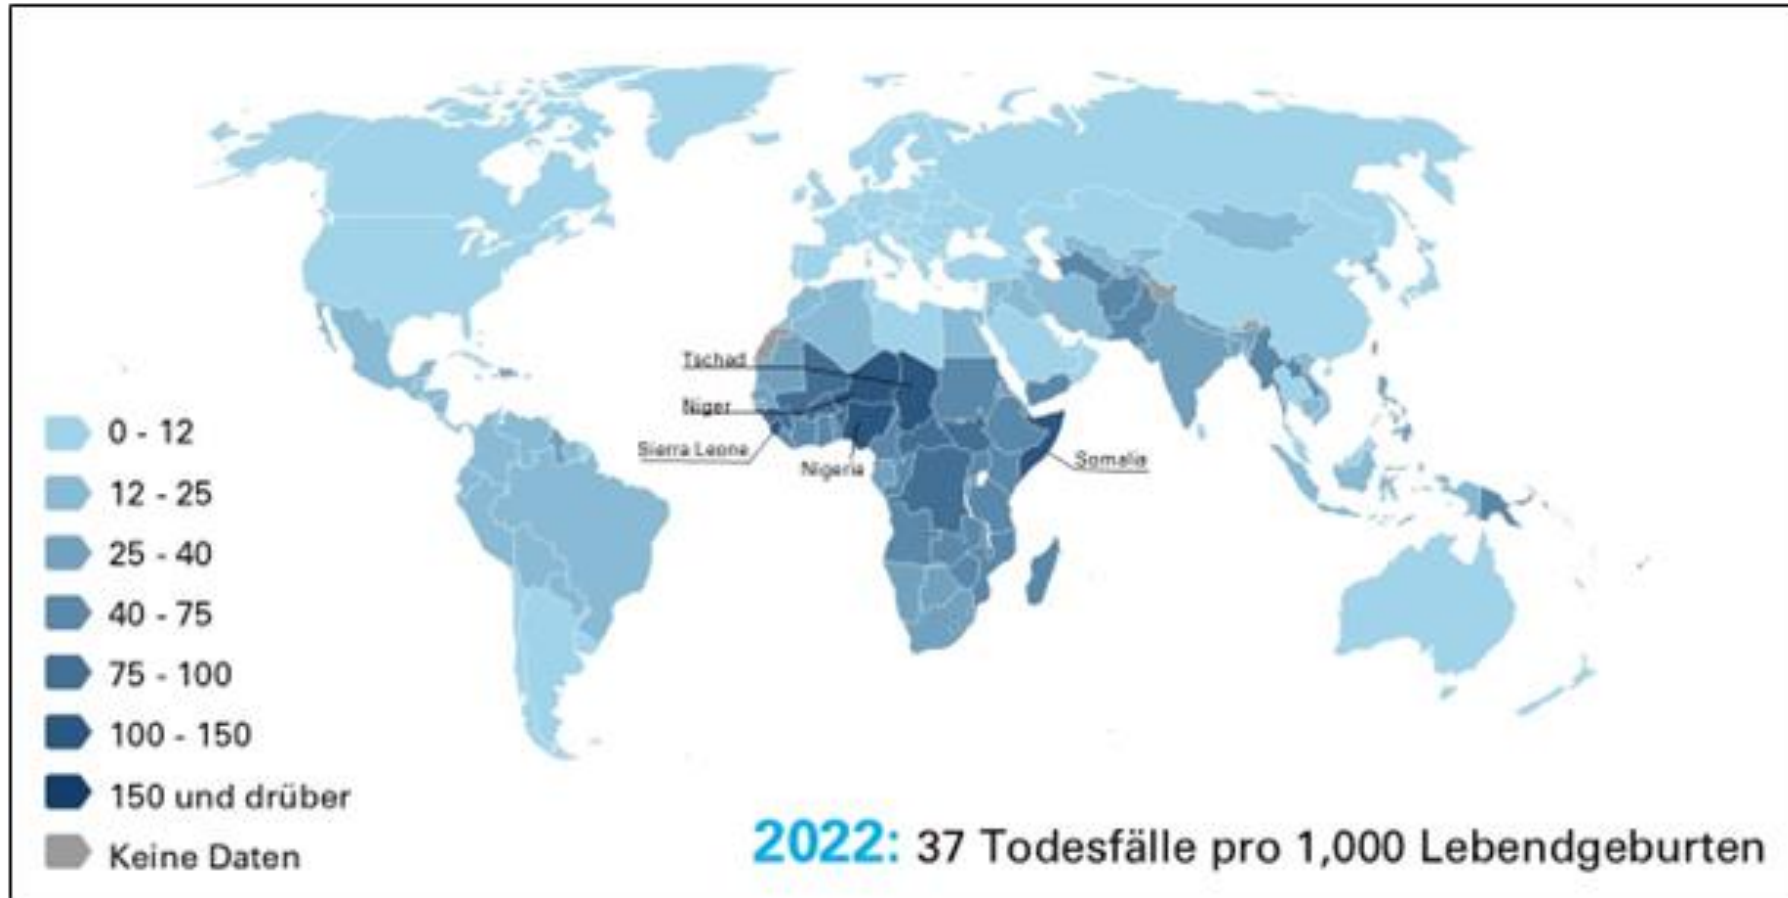 Tschad
Niger
Sierra Leone
Nigeria
Somalia
0 - 12
12 - 25
25 - 40
40 - 75
75 - 100
100 - 150
150 und drüber
Keine Daten
2022: 37 Todesfälle pro 1,000 Lebendgeburten